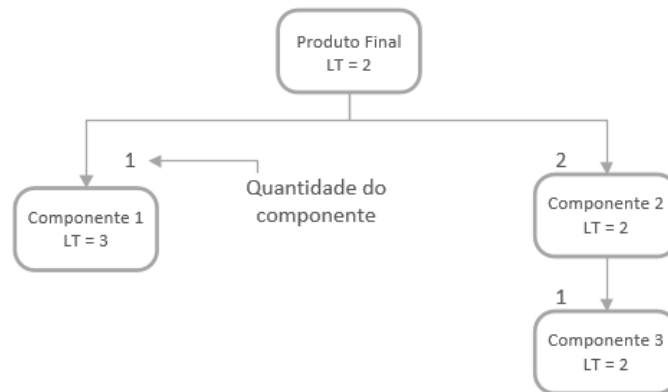 Produto Final
LT = 2
1
2
Quantidade do
componente
Componente 1
LT = 3
Componente 2
LT = 2
1
Componente 3
LT = 2